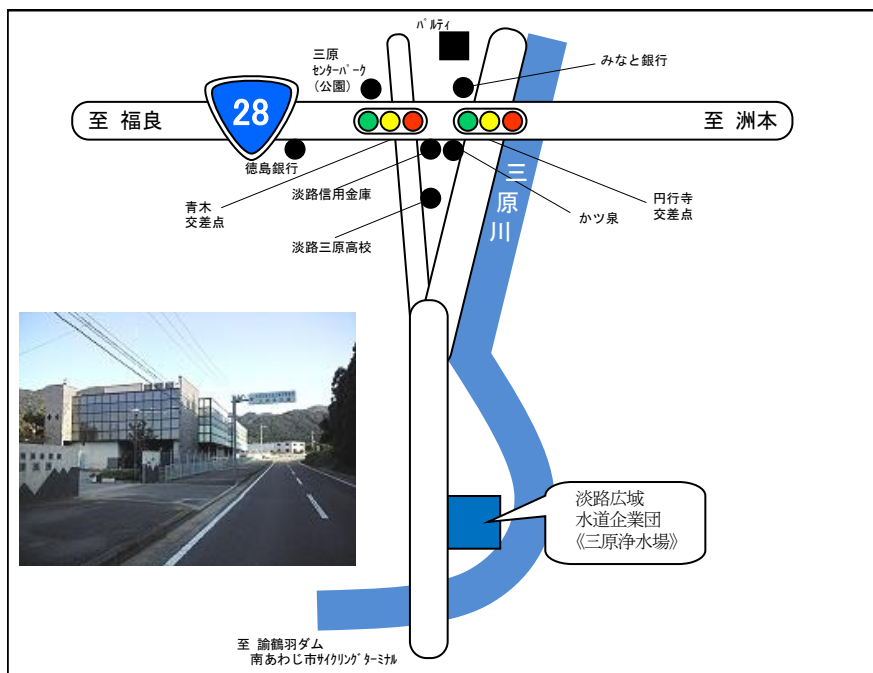 パルティ
三原
センターパーク
(公園)
みなと銀行
28
至 福良
至 洲本
徳島銀行
淡路信用金庫
三原川
青木
交差点
かツ泉
円行寺
交差点
淡路三原高校
淡路広域
水道企業団
《三原浄水場》
至 諭鶴羽ダム
南あわじ市サイクリングターミナル